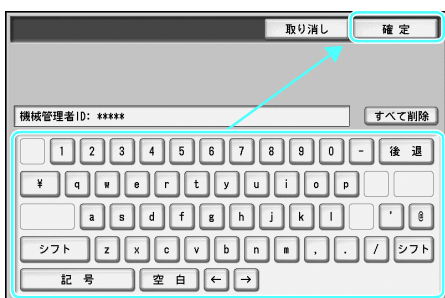 取り消し 確 定
機械管理者ID: ***** すべて削除
1 2 3 4 5 6 7 8 9 0 - 後 退
¥ q w e r t y u i o p
a s d f g h j k l ' @
シフト z x c v b n m , . / シフト
記 号 空 白 ← →